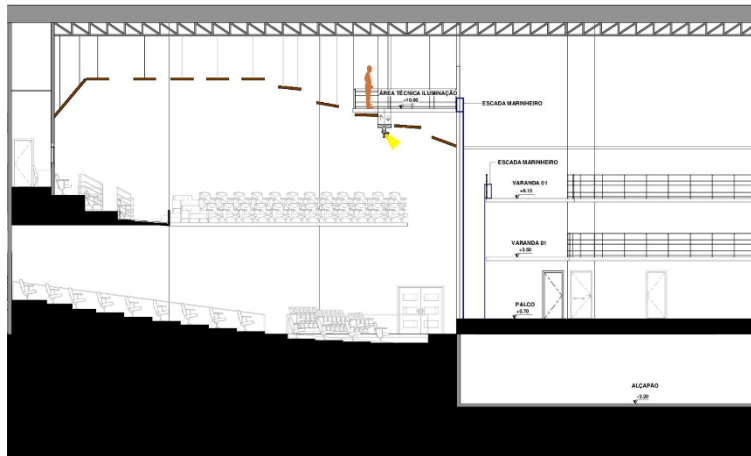 ÁREA TÉCNICA ILUMINAÇÃO
+10.00
ESCADA MARINHEIRO
ESCADA MARINHEIRO
VARANDA 01
+6.10
VARANDA 01
+3.50
PALCO
+0.70
ALÇAPÃO
-3.20